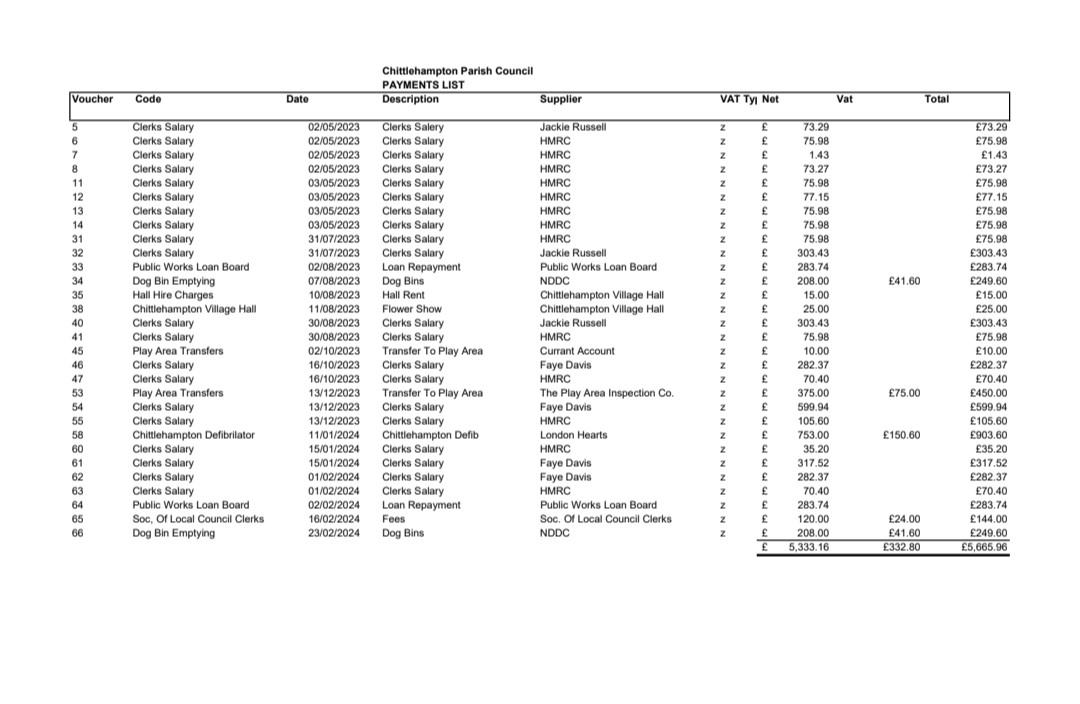 Chittlehampton Parish Council
PAYMENTS LIST
Voucher Code Date Description Supplier VAT Ty Net Vat Total
5 Clerks Salary 02/05/2023 Clerks Salery Jackie Russell z £ 73.29 £73.29
6 Clerks Salary 02/05/2023 Clerks Salary HMRC z £ 75.98 £75.98
7 Clerks Salary 02/05/2023 Clerks Salary HMRC z £ 1.43 £1.43
8 Clerks Salary 02/05/2023 Clerks Salary HMRC z £ 73.27 £73.27
11 Clerks Salary 03/05/2023 Clerks Salary HMRC z £ 75.98 £75.98
12 Clerks Salary 03/05/2023 Clerks Salary HMRC z £ 77.15 £77.15
13 Clerks Salary 03/05/2023 Clerks Salary HMRC z £ 75.98 £75.98
14 Clerks Salary 03/05/2023 Clerks Salary HMRC z £ 75.98 £75.98
31 Clerks Salary 31/07/2023 Clerks Salary HMRC z £ 75.98 £75.98
32 Clerks Salary 31/07/2023 Clerks Salary Jackie Russell z £ 303.43 £303.43
33 Public Works Loan Board 02/08/2023 Loan Repayment Public Works Loan Board z £ 283.74 £283.74
34 Dog Bin Emptying 07/08/2023 Dog Bins NDDC z £ 208.00 £41.60 £249.60
35 Hall Hire Charges 10/08/2023 Hall Rent Chittlehampton Village Hall z £ 15.00 £15.00
38 Chittlehampton Village Hall 11/08/2023 Flower Show Chittlehampton Village Hall z £ 25.00 £25.00
40 Clerks Salary 30/08/2023 Clerks Salary Jackie Russell z £ 303.43 £303.43
41 Clerks Salary 30/08/2023 Clerks Salary HMRC z £ 75.98 £75.98
45 Play Area Transfers 02/10/2023 Transfer To Play Area Currant Account z £ 10.00 £10.00
46 Clerks Salary 16/10/2023 Clerks Salary Faye Davis z £ 282.37 £282.37
47 Clerks Salary 16/10/2023 Clerks Salary HMRC z £ 70.40 £70.40
53 Play Area Transfers 13/12/2023 Transfer To Play Area The Play Area Inspection Co. z £ 375.00 £75.00 £450.00
54 Clerks Salary 13/12/2023 Clerks Salary Faye Davis z £ 599.94 £599.94
55 Clerks Salary 13/12/2023 Clerks Salary HMRC z £ 105.60 £105.60
58 Chittlehampton Defibrilator 11/01/2024 Chittlehampton Defib London Hearts z £ 753.00 £150.60 £903.60
60 Clerks Salary 15/01/2024 Clerks Salary HMRC z £ 35.20 £35.20
61 Clerks Salary 15/01/2024 Clerks Salary Faye Davis z £ 317.52 £317.52
62 Clerks Salary 01/02/2024 Clerks Salary Faye Davis z £ 282.37 £282.37
63 Clerks Salary 01/02/2024 Clerks Salary HMRC z £ 70.40 £70.40
64 Public Works Loan Board 02/02/2024 Loan Repayment Public Works Loan Board z £ 283.74 £283.74
65 Soc, Of Local Council Clerks 16/02/2024 Fees Soc. Of Local Council Clerks z £ 120.00 £24.00 £144.00
66 Dog Bin Emptying 23/02/2024 Dog Bins NDDC z £ 208.00 £41.60 £249.60
£ 5,333.16 £332.80 £5,665.96